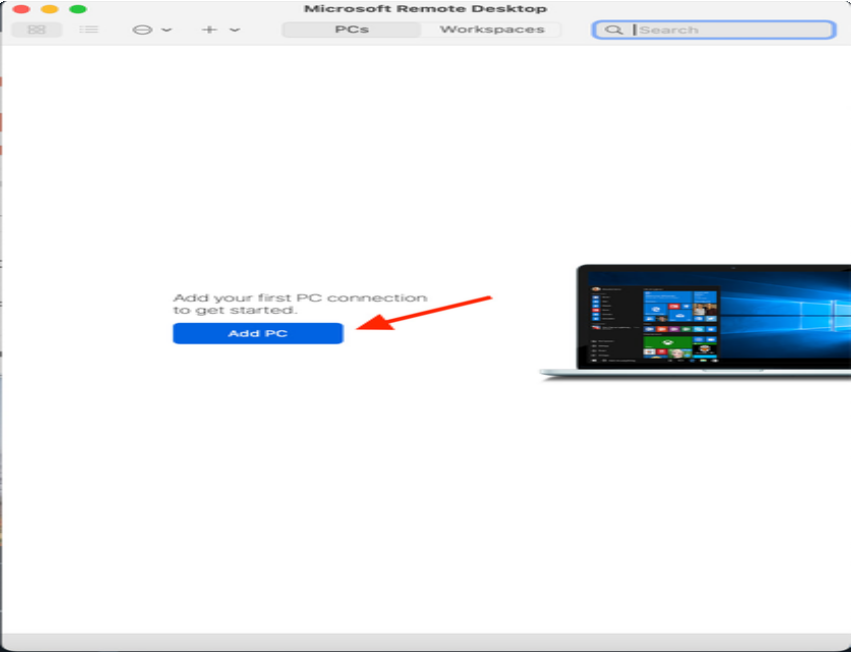 Microsoft Remote Desktop
PCs
Workspaces
Search
Add your first PC connection
to get started.
Add PC